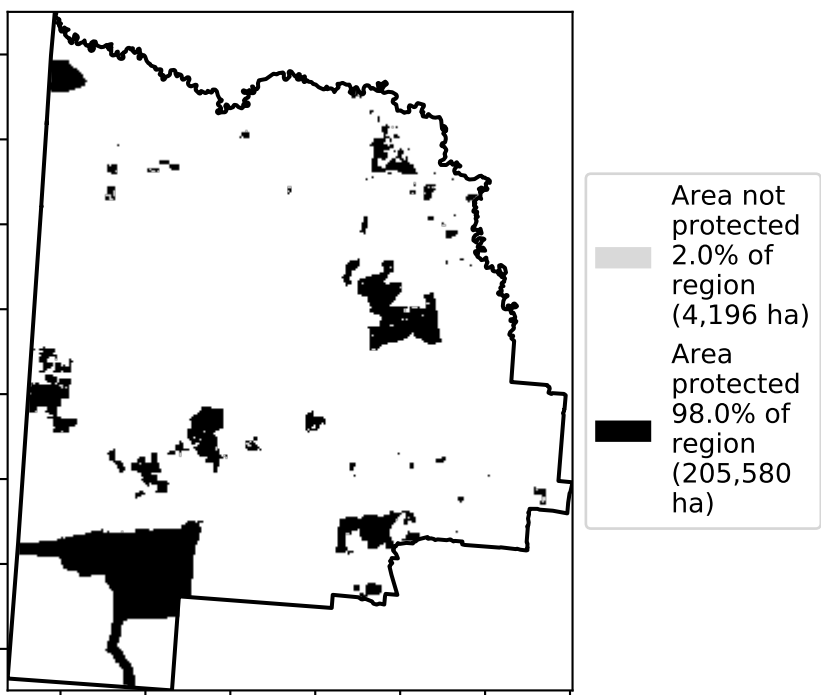 Area not
protected
2.0% of
region
(4,196 ha)
Area
protected
98.0% of
region
(205,580
ha)